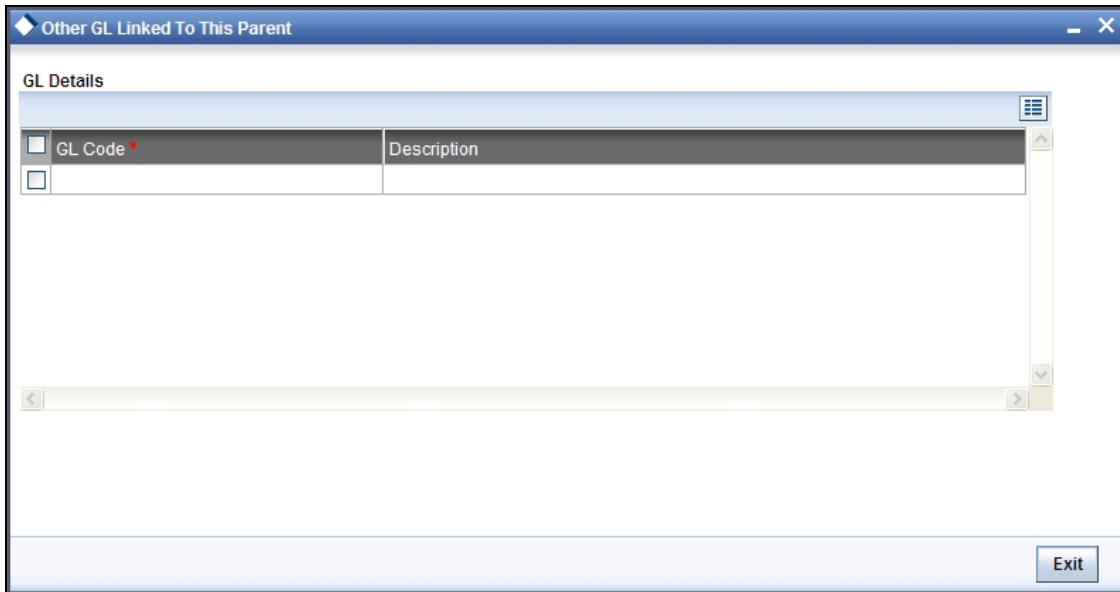 Other GL Linked To This Parent
GL Details
GL Code * Description
Exit